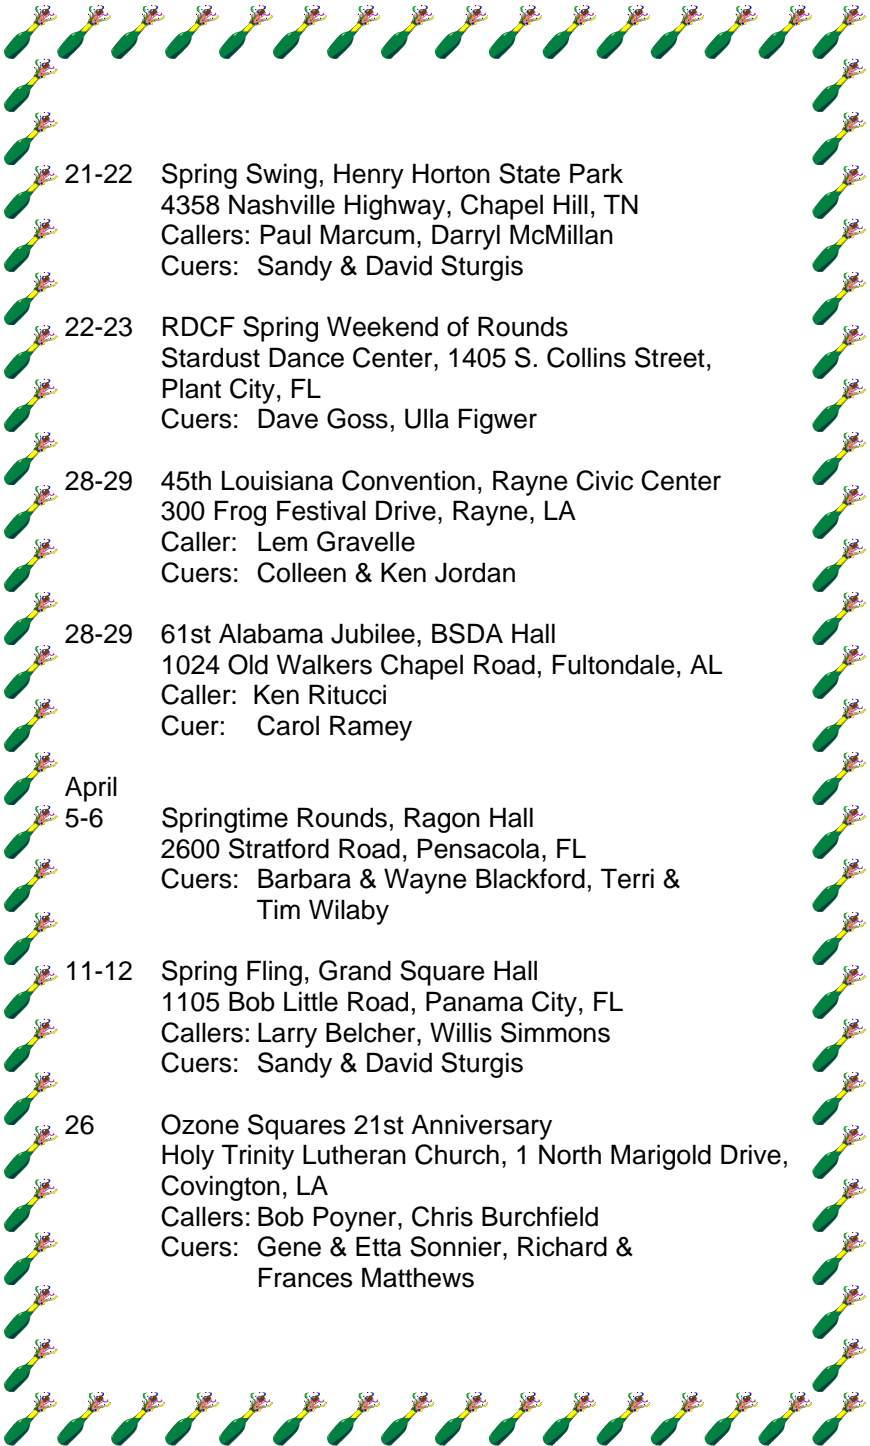 21-22 Spring Swing, Henry Horton State Park
4358 Nashville Highway, Chapel Hill, TN
Callers: Paul Marcum, Darryl McMillan
Cuers: Sandy & David Sturgis
22-23 RDCF Spring Weekend of Rounds
Stardust Dance Center, 1405 S. Collins Street,
Plant City, FL
Cuers: Dave Goss, Ulla Figwer
28-29 45th Louisiana Convention, Rayne Civic Center
300 Frog Festival Drive, Rayne, LA
Caller: Lem Gravelle
Cuers: Colleen & Ken Jordan
28-29 61st Alabama Jubilee, BSDA Hall
1024 Old Walkers Chapel Road, Fultondale, AL
Caller: Ken Ritucci
Cuer: Carol Ramey
April
5-6 Springtime Rounds, Ragon Hall
2600 Stratford Road, Pensacola, FL
Cuers: Barbara & Wayne Blackford, Terri &
Tim Wilaby
11-12 Spring Fling, Grand Square Hall
1105 Bob Little Road, Panama City, FL
Callers: Larry Belcher, Willis Simmons
Cuers: Sandy & David Sturgis
26 Ozone Squares 21st Anniversary
Holy Trinity Lutheran Church, 1 North Marigold Drive,
Covington, LA
Callers: Bob Poyner, Chris Burchfield
Cuers: Gene & Etta Sonnier, Richard &
Frances Matthews